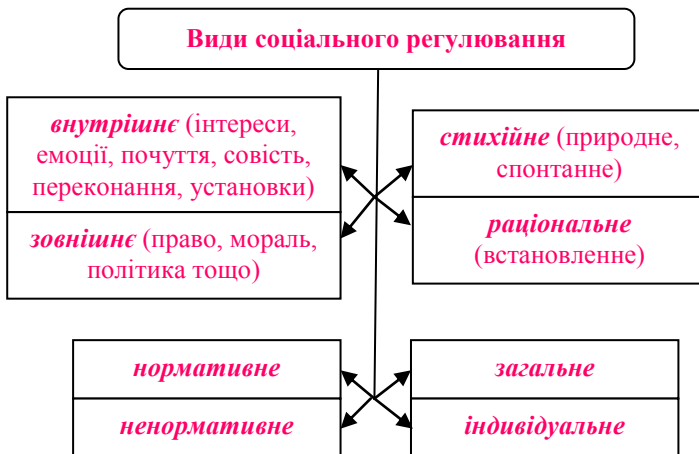 Види соціального регулювання
внутрішнє (інтереси,
емоції, почуття, совість,
переконання, установки)
зовнішнє (право, мораль,
політика тощо)
стихійне (природне,
спонтанне)
раціональне
(встановленне)
нормативне
ненормативне
загальне
індивідуальне